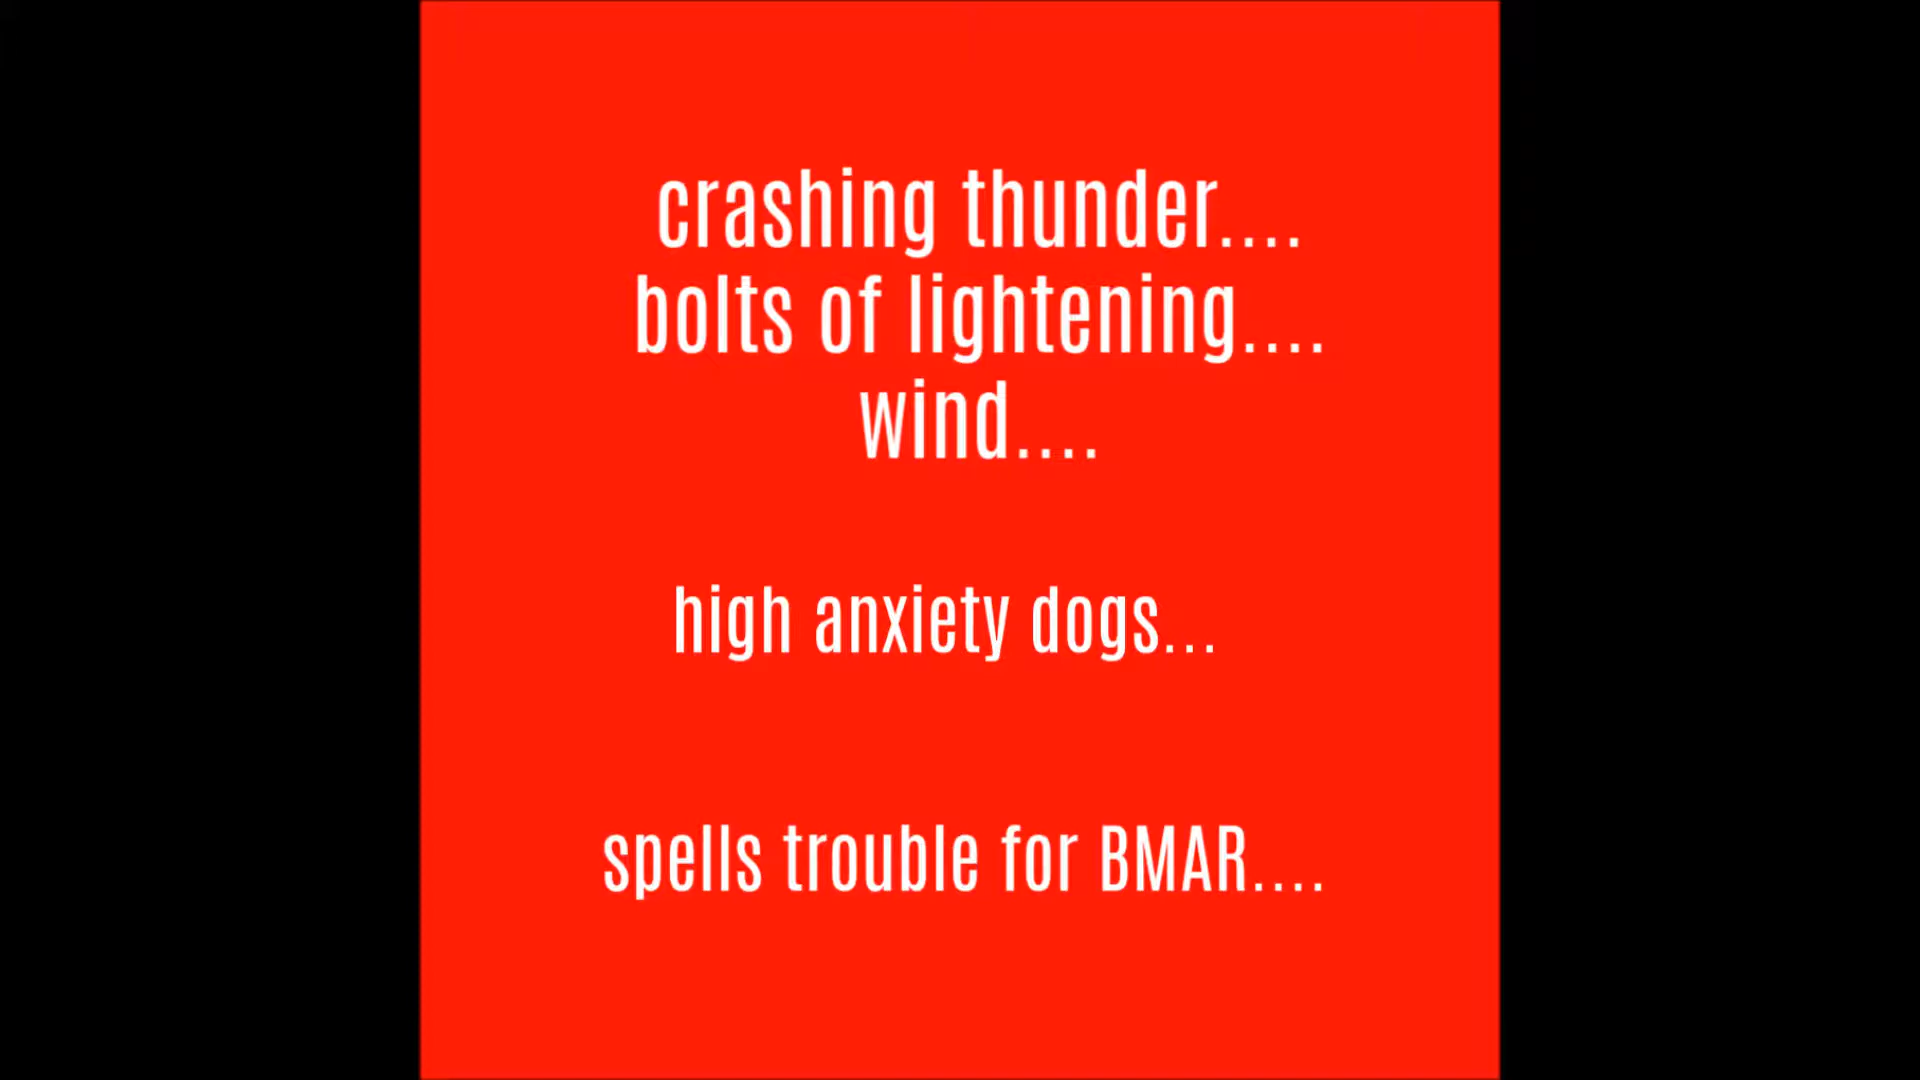 crashing thunder....
bolts of lightening....
wind....
high anxiety dogs...
spells trouble for BMAR....